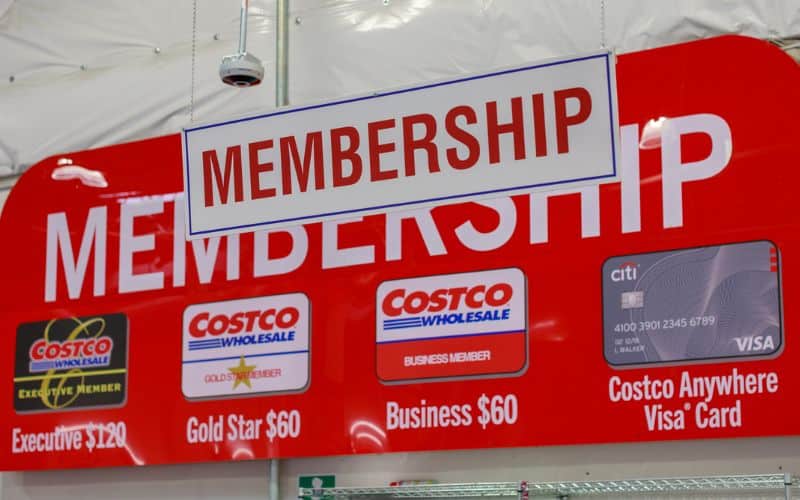 MEMBERSHIP
MEMBERSHIP
COSTCO
WHOLESALE
EXECUTIVE MEMBER
Executive $120
COSTCO
WHOLESALE
GOLD STAR MEMBER
Gold Star $60
COSTCO
WHOLESALE
BUSINESS MEMBER
Business $60
citi
4100 3901 2345 6789
L WALKER
VISA
Costco Anywhere
Visa® Card